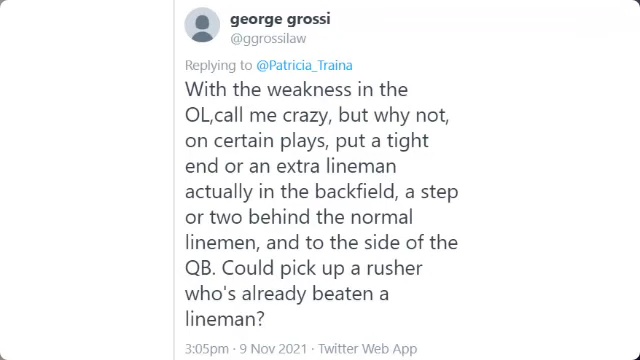 george grossi
@ggrossilaw
Replying to @Patricia_Traina
With the weakness in the
OL,call me crazy, but why not,
on certain plays, put a tight
end or an extra lineman
actually in the backfield, a step
or two behind the normal
linemen, and to the side of the
QB. Could pick up a rusher
who's already beaten a
lineman?
3:05pm · 9 Nov 2021 · Twitter Web App